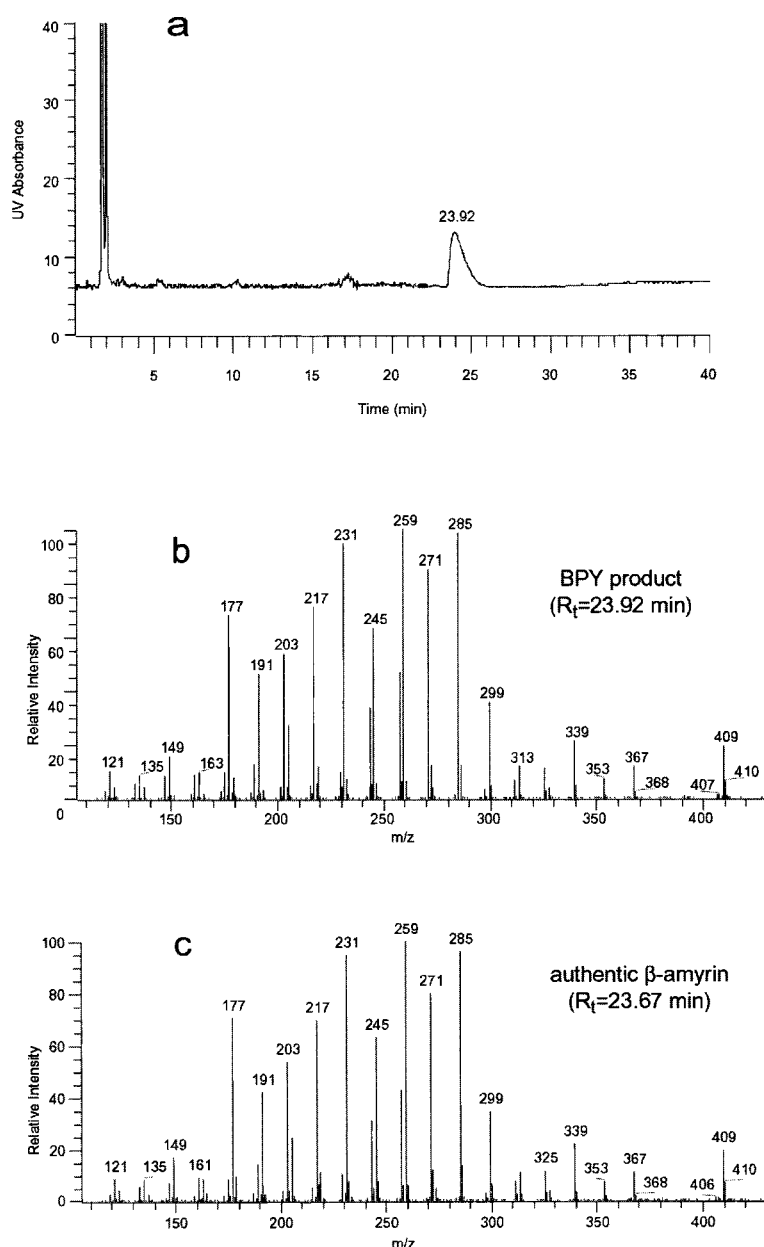 a
40
30
20
10
0
UV Absorbance
23.92
5 10 15 20 25 30 35 40
Time (min)
b
BPY product
(Rt=23.92 min)
100
80
60
40
20
0
Relative Intensity
121 135 149 163 177 191 203 217 231 245 259 271 285 299 313 339 353 367 368 407 409 410
150 200 250 300 350 400
m/z
c
authentic β-amyrin
(Rt=23.67 min)
100
80
60
40
20
0
Relative Intensity
121 135 149 161 177 191 203 217 231 245 259 271 285 299 325 339 353 367 368 406 409 410
150 200 250 300 350 400
m/z